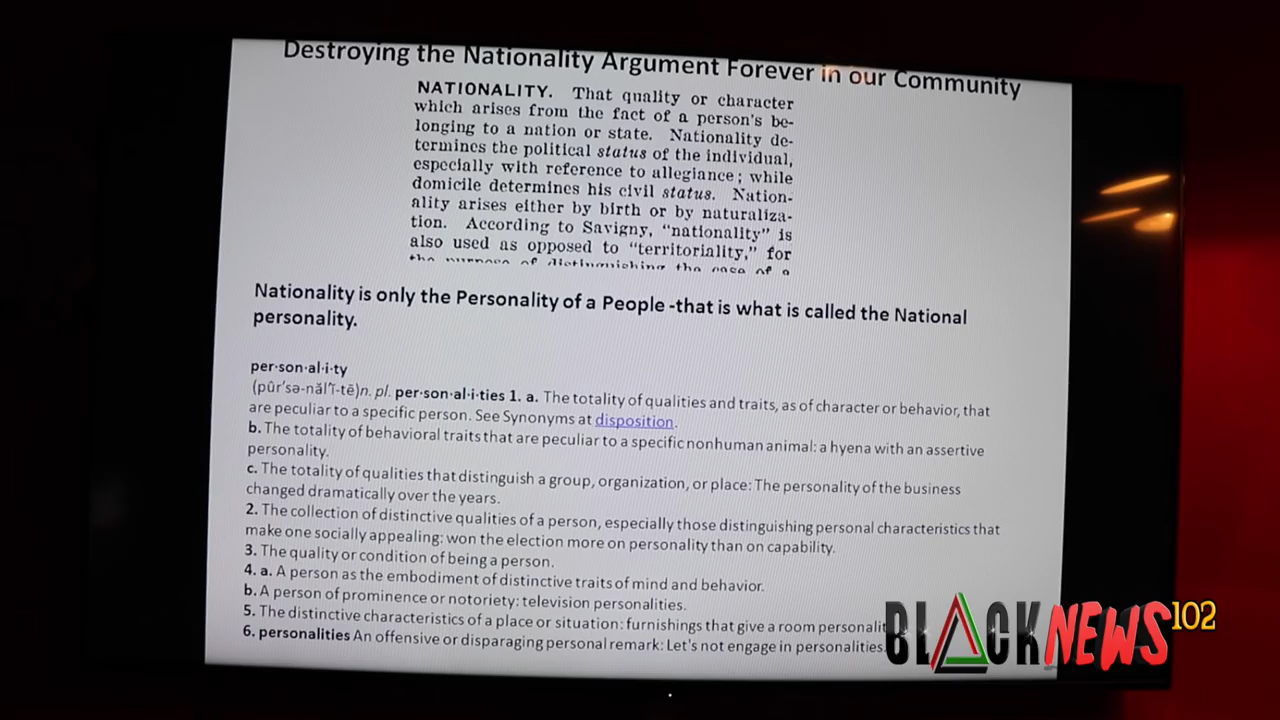 Destroying the Nationality Argument Forever in our Community
NATIONALITY. That quality or character
which arises from the fact of a person's be-
longing to a nation or state. Nationality de-
termines the political status of the individual,
especially with reference to allegiance; while
domicile determines his civil status. Nation-
ality arises either by birth or by naturaliza-
tion. According to Savigny, "nationality" is
also used as opposed to "territoriality," for
the purpose of distinguishing the case of a
Nationality is only the Personality of a People -that is what is called the National
personality.
per·son·al·i·ty
(pûr′sə-năl′ĭ-tē)n. pl. per·son·al·i·ties 1. a. The totality of qualities and traits, as of character or behavior, that
are peculiar to a specific person. See Synonyms at disposition.
b. The totality of behavioral traits that are peculiar to a specific nonhuman animal: a hyena with an assertive
personality.
c. The totality of qualities that distinguish a group, organization, or place: The personality of the business
changed dramatically over the years.
2. The collection of distinctive qualities of a person, especially those distinguishing personal characteristics that
make one socially appealing: won the election more on personality than on capability.
3. The quality or condition of being a person.
4. a. A person as the embodiment of distinctive traits of mind and behavior.
b. A person of prominence or notoriety: television personalities.
5. The distinctive characteristics of a place or situation: furnishings that give a room personalit
6. personalities An offensive or disparaging personal remark: Let's not engage in personalities.
BLACKNEWS102